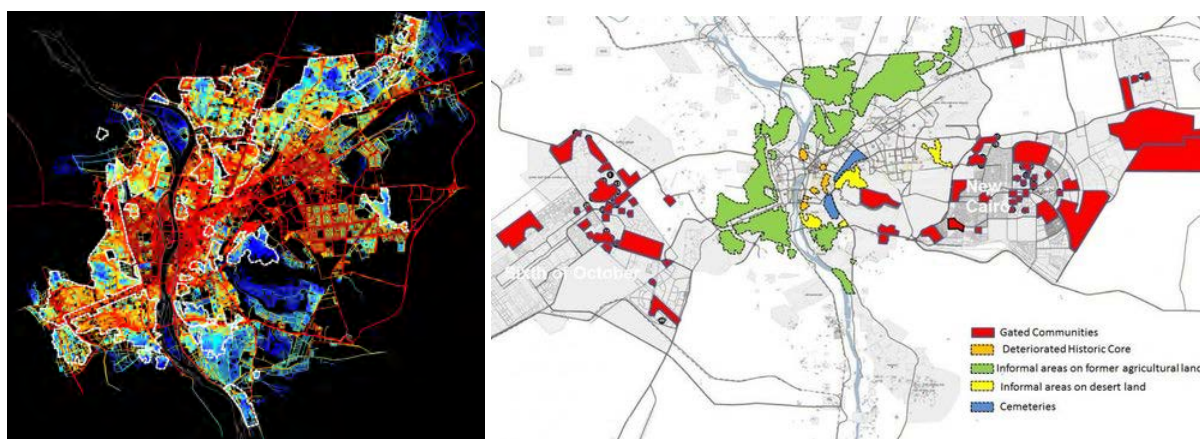 New
Cairo
Sixth of October
Gated Communities
Deteriorated Historic Core
Informal areas on former agricultural land
Informal areas on desert land
Cemeteries